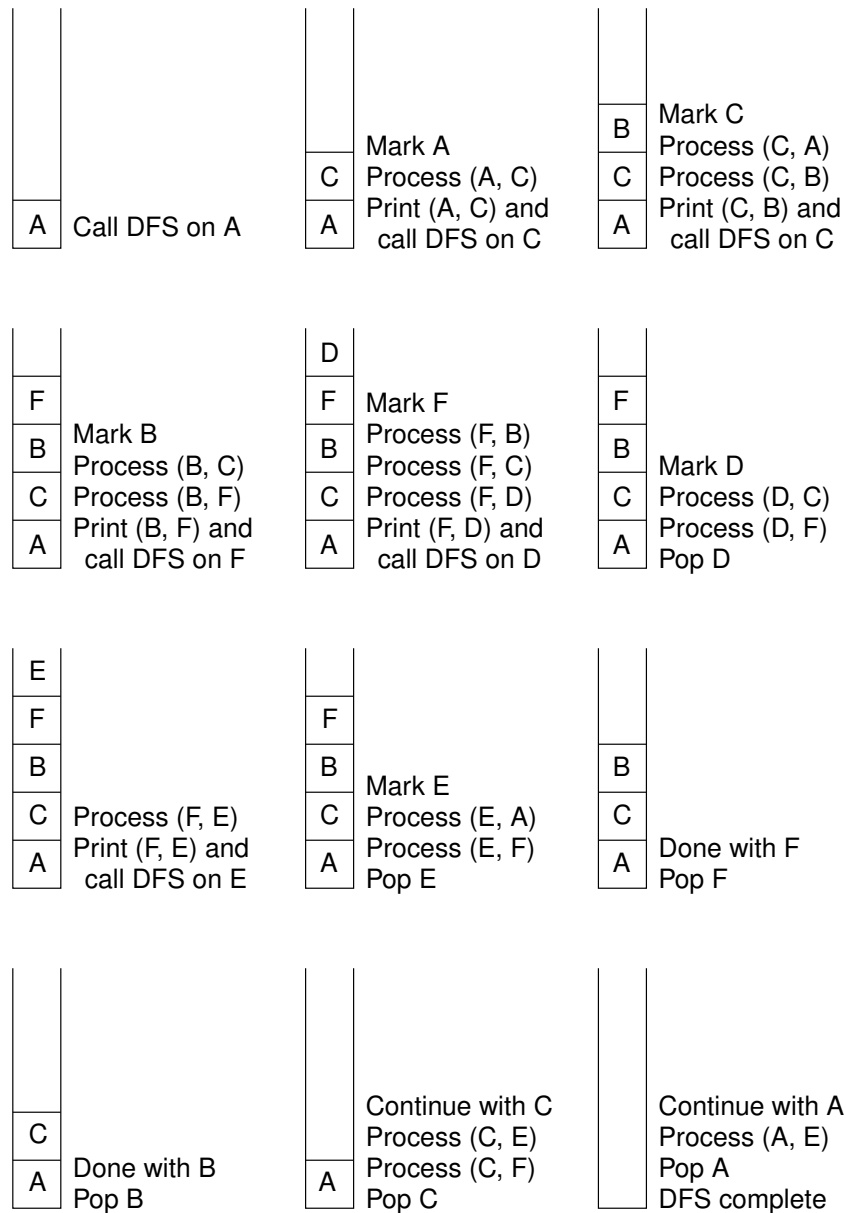 A
Call DFS on A
C
A
Mark A
Process (A, C)
Print (A, C) and
call DFS on C
B
C
A
Mark C
Process (C, A)
Process (C, B)
Print (C, B) and
call DFS on C
F
B
C
A
Mark B
Process (B, C)
Process (B, F)
Print (B, F) and
call DFS on F
D
F
B
C
A
Mark F
Process (F, B)
Process (F, C)
Process (F, D)
Print (F, D) and
call DFS on D
F
B
C
A
Mark D
Process (D, C)
Process (D, F)
Pop D
E
F
B
C
A
Process (F, E)
Print (F, E) and
call DFS on E
F
B
C
A
Mark E
Process (E, A)
Process (E, F)
Pop E
B
C
A
Done with F
Pop F
C
A
Done with B
Pop B
A
Continue with C
Process (C, E)
Process (C, F)
Pop C
Continue with A
Process (A, E)
Pop A
DFS complete